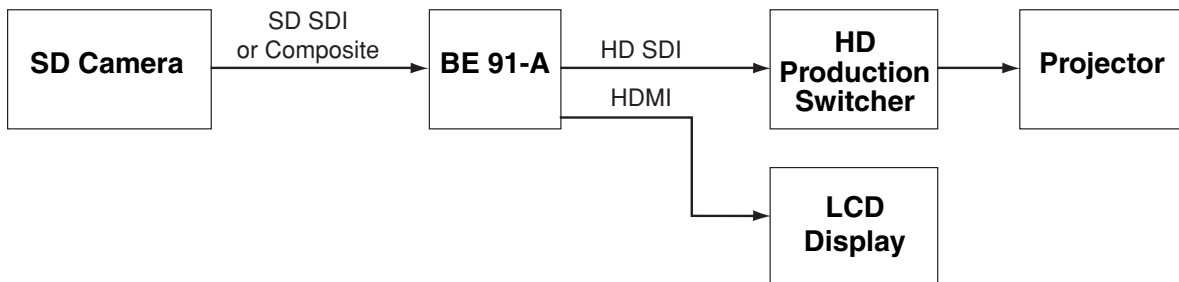 SD Camera
SD SDI
or Composite
BE 91-A
HD SDI
HDMI
HD
Production
Switcher
Projector
LCD
Display